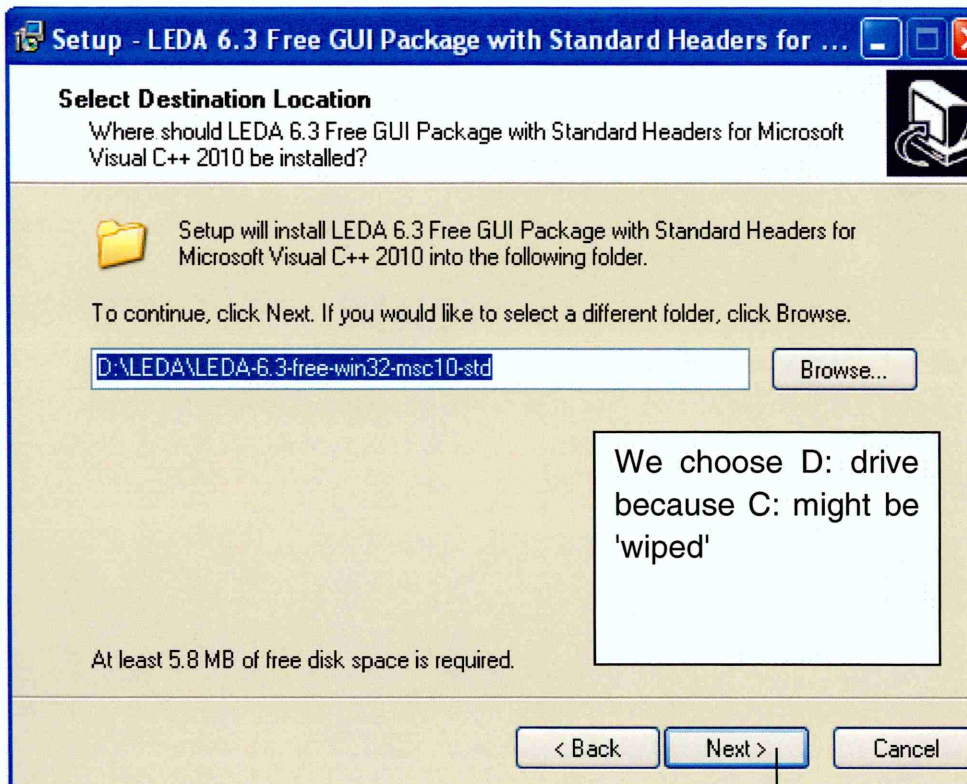 Setup - LEDA 6.3 Free GUI Package with Standard Headers for ...
Select Destination Location
Where should LEDA 6.3 Free GUI Package with Standard Headers for Microsoft
Visual C++ 2010 be installed?
Setup will install LEDA 6.3 Free GUI Package with Standard Headers for
Microsoft Visual C++ 2010 into the following folder.
To continue, click Next. If you would like to select a different folder, click Browse.
D:\LEDA\LEDA-6.3-free-win32-msc10-std
Browse...
We choose D: drive
because C: might be
'wiped'
At least 5.8 MB of free disk space is required.
< Back
Next >
Cancel